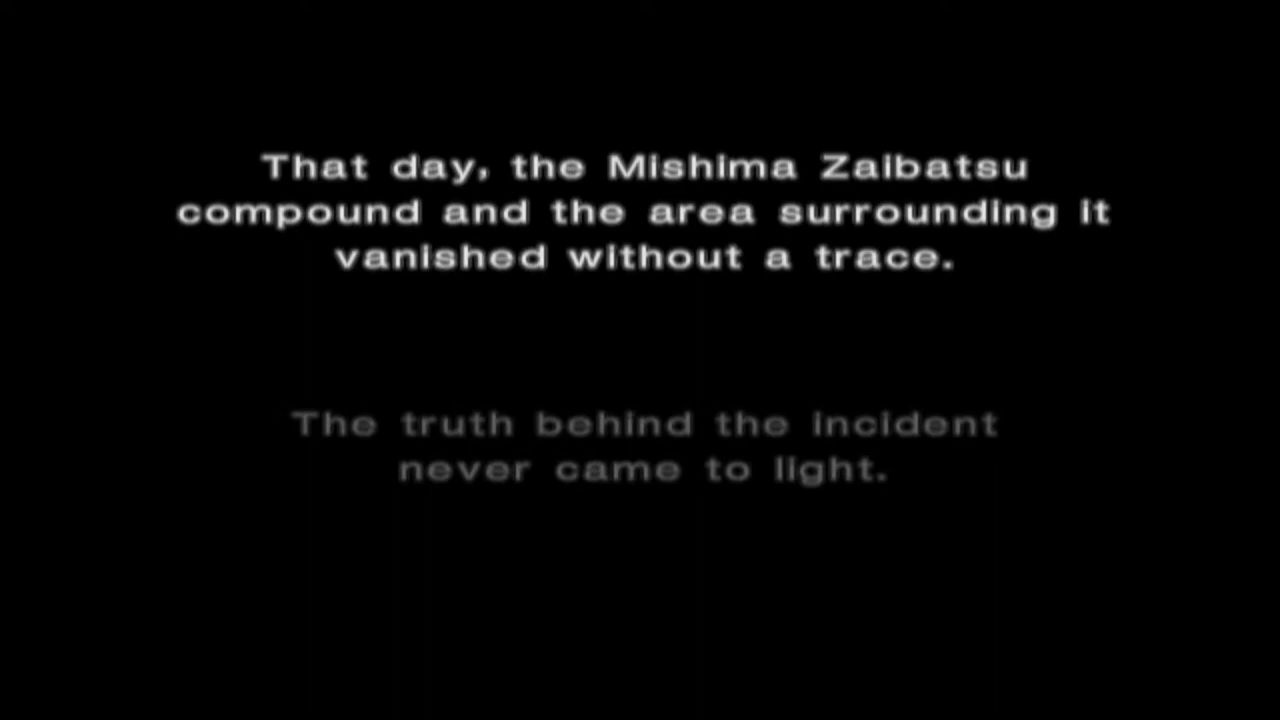 That day, the Mishima Zaibatsu
compound and the area surrounding it
vanished without a trace.
The truth behind the incident
never came to light.